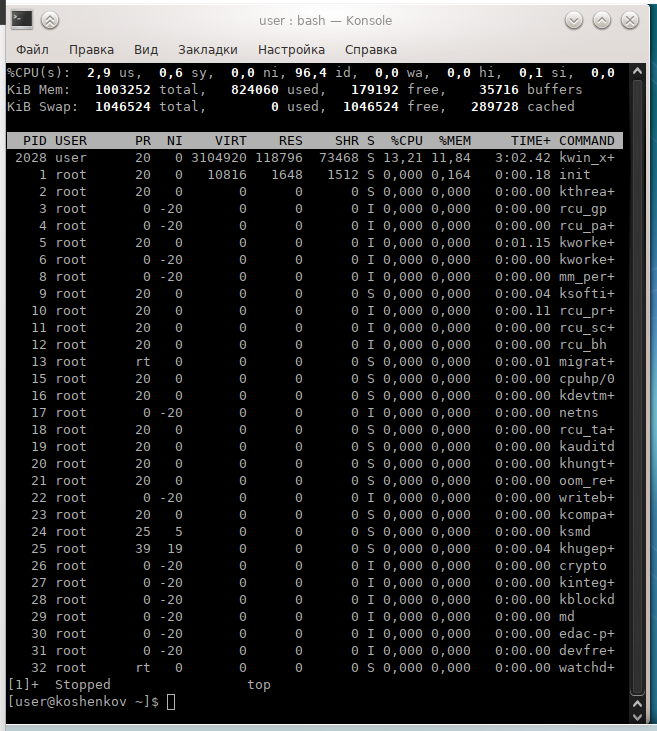 user : bash — Konsole
Файл Правка Вид Закладки Настройка Справка
%CPU(s): 2,9 us, 0,6 sy, 0,0 ni, 96,4 id, 0,0 wa, 0,0 hi, 0,1 si, 0,0
KiB Mem: 1003252 total, 824060 used, 179192 free, 35716 buffers
KiB Swap: 1046524 total, 0 used, 1046524 free, 289728 cached
PID USER PR NI VIRT RES SHR S %CPU %MEM TIME+ COMMAND
2028 user 20 0 3104920 118796 73468 S 13,21 11,84 3:02.42 kwin_x+
1 root 20 0 10816 1648 1512 S 0,000 0,164 0:00.18 init
2 root 20 0 0 0 0 S 0,000 0,000 0:00.00 kthrea+
3 root 0 -20 0 0 0 I 0,000 0,000 0:00.00 rcu_gp
4 root 0 -20 0 0 0 I 0,000 0,000 0:00.00 rcu_pa+
5 root 20 0 0 0 0 I 0,000 0,000 0:01.15 kworke+
6 root 0 -20 0 0 0 I 0,000 0,000 0:00.00 kworke+
8 root 0 -20 0 0 0 I 0,000 0,000 0:00.00 mm_per+
9 root 20 0 0 0 0 S 0,000 0,000 0:00.04 ksofti+
10 root 20 0 0 0 0 I 0,000 0,000 0:00.11 rcu_pr+
11 root 20 0 0 0 0 I 0,000 0,000 0:00.00 rcu_sc+
12 root 20 0 0 0 0 I 0,000 0,000 0:00.00 rcu_bh
13 root rt 0 0 0 0 S 0,000 0,000 0:00.01 migrat+
15 root 20 0 0 0 0 S 0,000 0,000 0:00.00 cpuhp/0
16 root 20 0 0 0 0 S 0,000 0,000 0:00.00 kdevtm+
17 root 0 -20 0 0 0 I 0,000 0,000 0:00.00 netns
18 root 20 0 0 0 0 S 0,000 0,000 0:00.00 rcu_ta+
19 root 20 0 0 0 0 S 0,000 0,000 0:00.00 kauditd
20 root 20 0 0 0 0 S 0,000 0,000 0:00.00 khungt+
21 root 20 0 0 0 0 S 0,000 0,000 0:00.00 oom_re+
22 root 0 -20 0 0 0 I 0,000 0,000 0:00.00 writeb+
23 root 20 0 0 0 0 S 0,000 0,000 0:00.00 kcompa+
24 root 25 5 0 0 0 S 0,000 0,000 0:00.00 ksmd
25 root 39 19 0 0 0 S 0,000 0,000 0:00.04 khugep+
26 root 0 -20 0 0 0 I 0,000 0,000 0:00.00 crypto
27 root 0 -20 0 0 0 I 0,000 0,000 0:00.00 kinteg+
28 root 0 -20 0 0 0 I 0,000 0,000 0:00.00 kblockd
29 root 0 -20 0 0 0 I 0,000 0,000 0:00.00 md
30 root 0 -20 0 0 0 I 0,000 0,000 0:00.00 edac-p+
31 root 0 -20 0 0 0 I 0,000 0,000 0:00.00 devfre+
32 root rt 0 0 0 0 S 0,000 0,000 0:00.00 watchd+
[1]+ Stopped top
[user@koshenkov ~]$